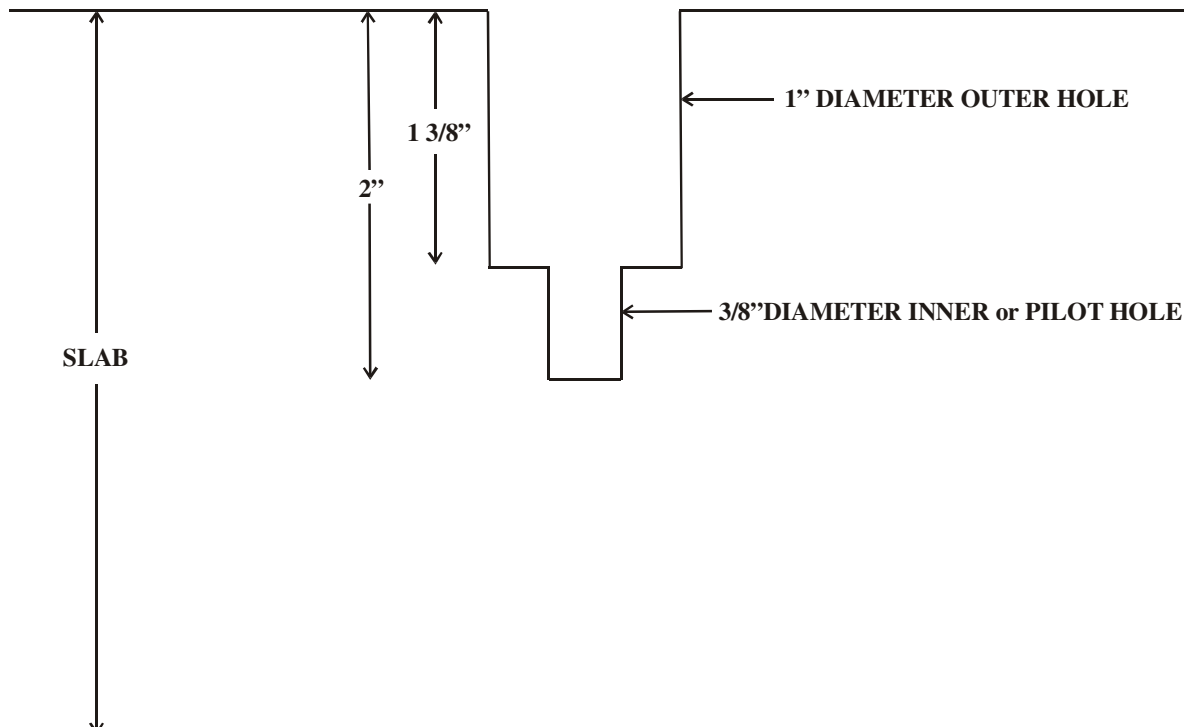 1” DIAMETER OUTER HOLE
1 3/8”
2”
3/8”DIAMETER INNER or PILOT HOLE
SLAB